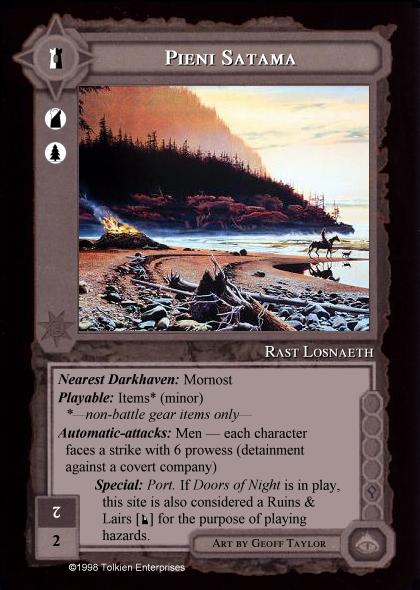 PIENI SATAMA
RAST LOSNAETH
Nearest Darkhaven: Mornost
Playable: Items* (minor)
*—non-battle gear items only—
Automatic-attacks: Men — each character
faces a strike with 6 prowess (detainment
against a covert company)
Special: Port. If Doors of Night is in play,
this site is also considered a Ruins &
Lairs [] for the purpose of playing
hazards.
2
2
ART BY GEOFF TAYLOR
©1998 Tolkien Enterprises